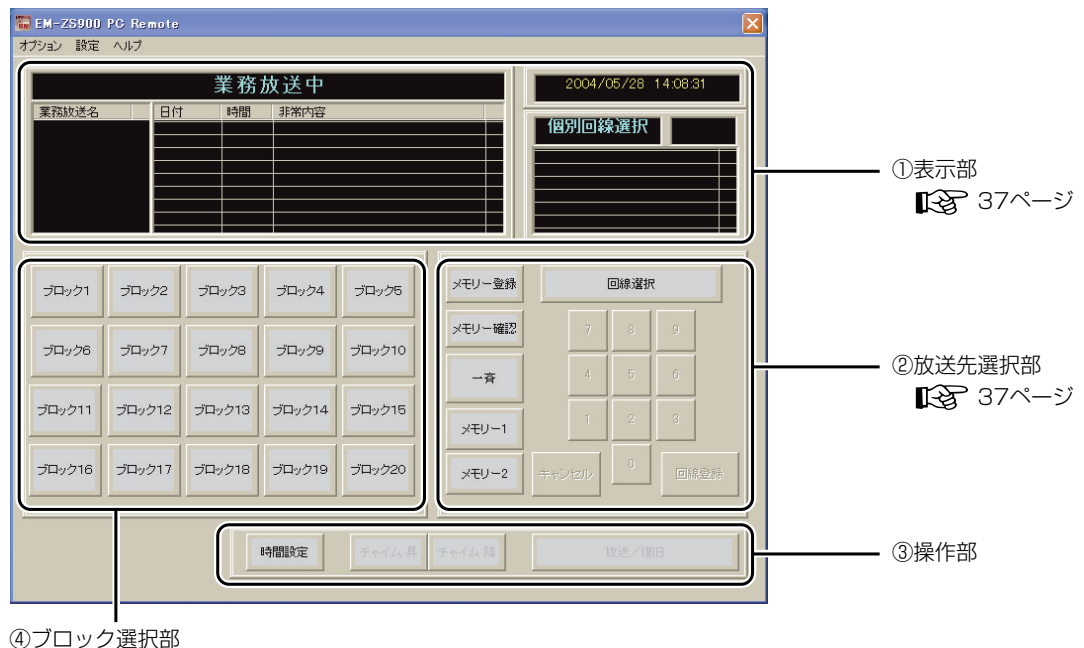 EM-ZS900 PC Remote
オプション 設定 ヘルプ
業務放送中
2004/05/28 14:08:31
業務放送名 日付 時間 非常内容
個別回線選択
①表示部
37ページ
ブロック1 ブロック2 ブロック3 ブロック4 ブロック5
ブロック6 ブロック7 ブロック8 ブロック9 ブロック10
ブロック11 ブロック12 ブロック13 ブロック14 ブロック15
ブロック16 ブロック17 ブロック18 ブロック19 ブロック20
メモリー登録 回線選択
メモリー確認 7 8 9
一斉 4 5 6
メモリー1 1 2 3
メモリー2 キャンセル 0 回線登録
②放送先選択部
37ページ
時間設定 チャイム 昇 チャイム 降 放送/復旧
③操作部
④ブロック選択部